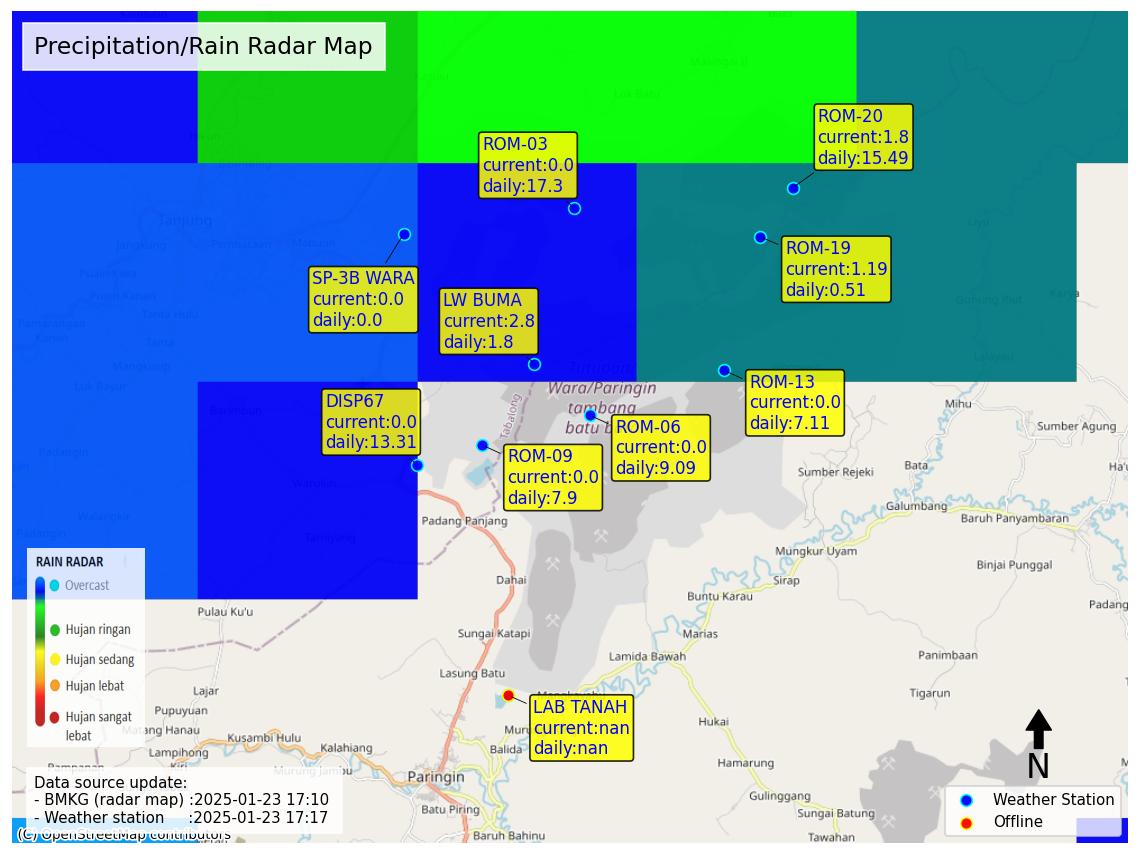 Precipitation/Rain Radar Map
ROM-20
current:1.8
daily:15.49
ROM-03
current:0.0
daily:17.3
ROM-19
current:1.19
daily:0.51
SP-3B WARA
current:0.0
daily:0.0
LW BUMA
current:2.8
daily:1.8
ROM-13
current:0.0
daily:7.11
DISP67
current:0.0
daily:13.31
ROM-06
current:0.0
daily:9.09
ROM-09
current:0.0
daily:7.9
LAB TANAH
current:nan
daily:nan
Tanjung
Wara/Paringin
tambang
Tabalong
Mihu
Sumber Agung
Sumber Rejeki
Bata
Galumbang
Baruh Panyambaran
Padang Panjang
Mungkur Uyam
Binjai Punggal
Dahai
Sirap
Buntu Karau
Padang
Pulau Ku'u
Sungai Katapi
Marias
Lamida Bawah
Panimbaan
Lasung Batu
Tigarun
Lajar
Pupuyuan
Hukai
Matang Hanau
Kusambi Hulu
Kalahiang
Lampihong
Balida
Hamarung
Murung Jambu
Paringin
Gulinggang
Batu Piring
Sungai Batung
Baruh Bahinu
Tawahan
RAIN RADAR
Overcast
Hujan ringan
Hujan sedang
Hujan lebat
Hujan sangat
lebat
Data source update:
- BMKG (radar map) :2025-01-23 17:10
- Weather station :2025-01-23 17:17
(C) OpenStreetMap contributors
N
Weather Station
Offline